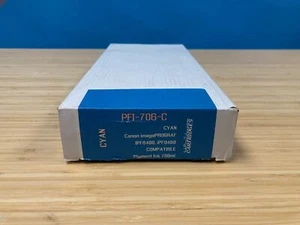 PFI-706-C
CYAN
CYAN
Canon imagePROGRAF
iPF8400, iPF9400
COMPATIBLE
Pigment Ink 700ml